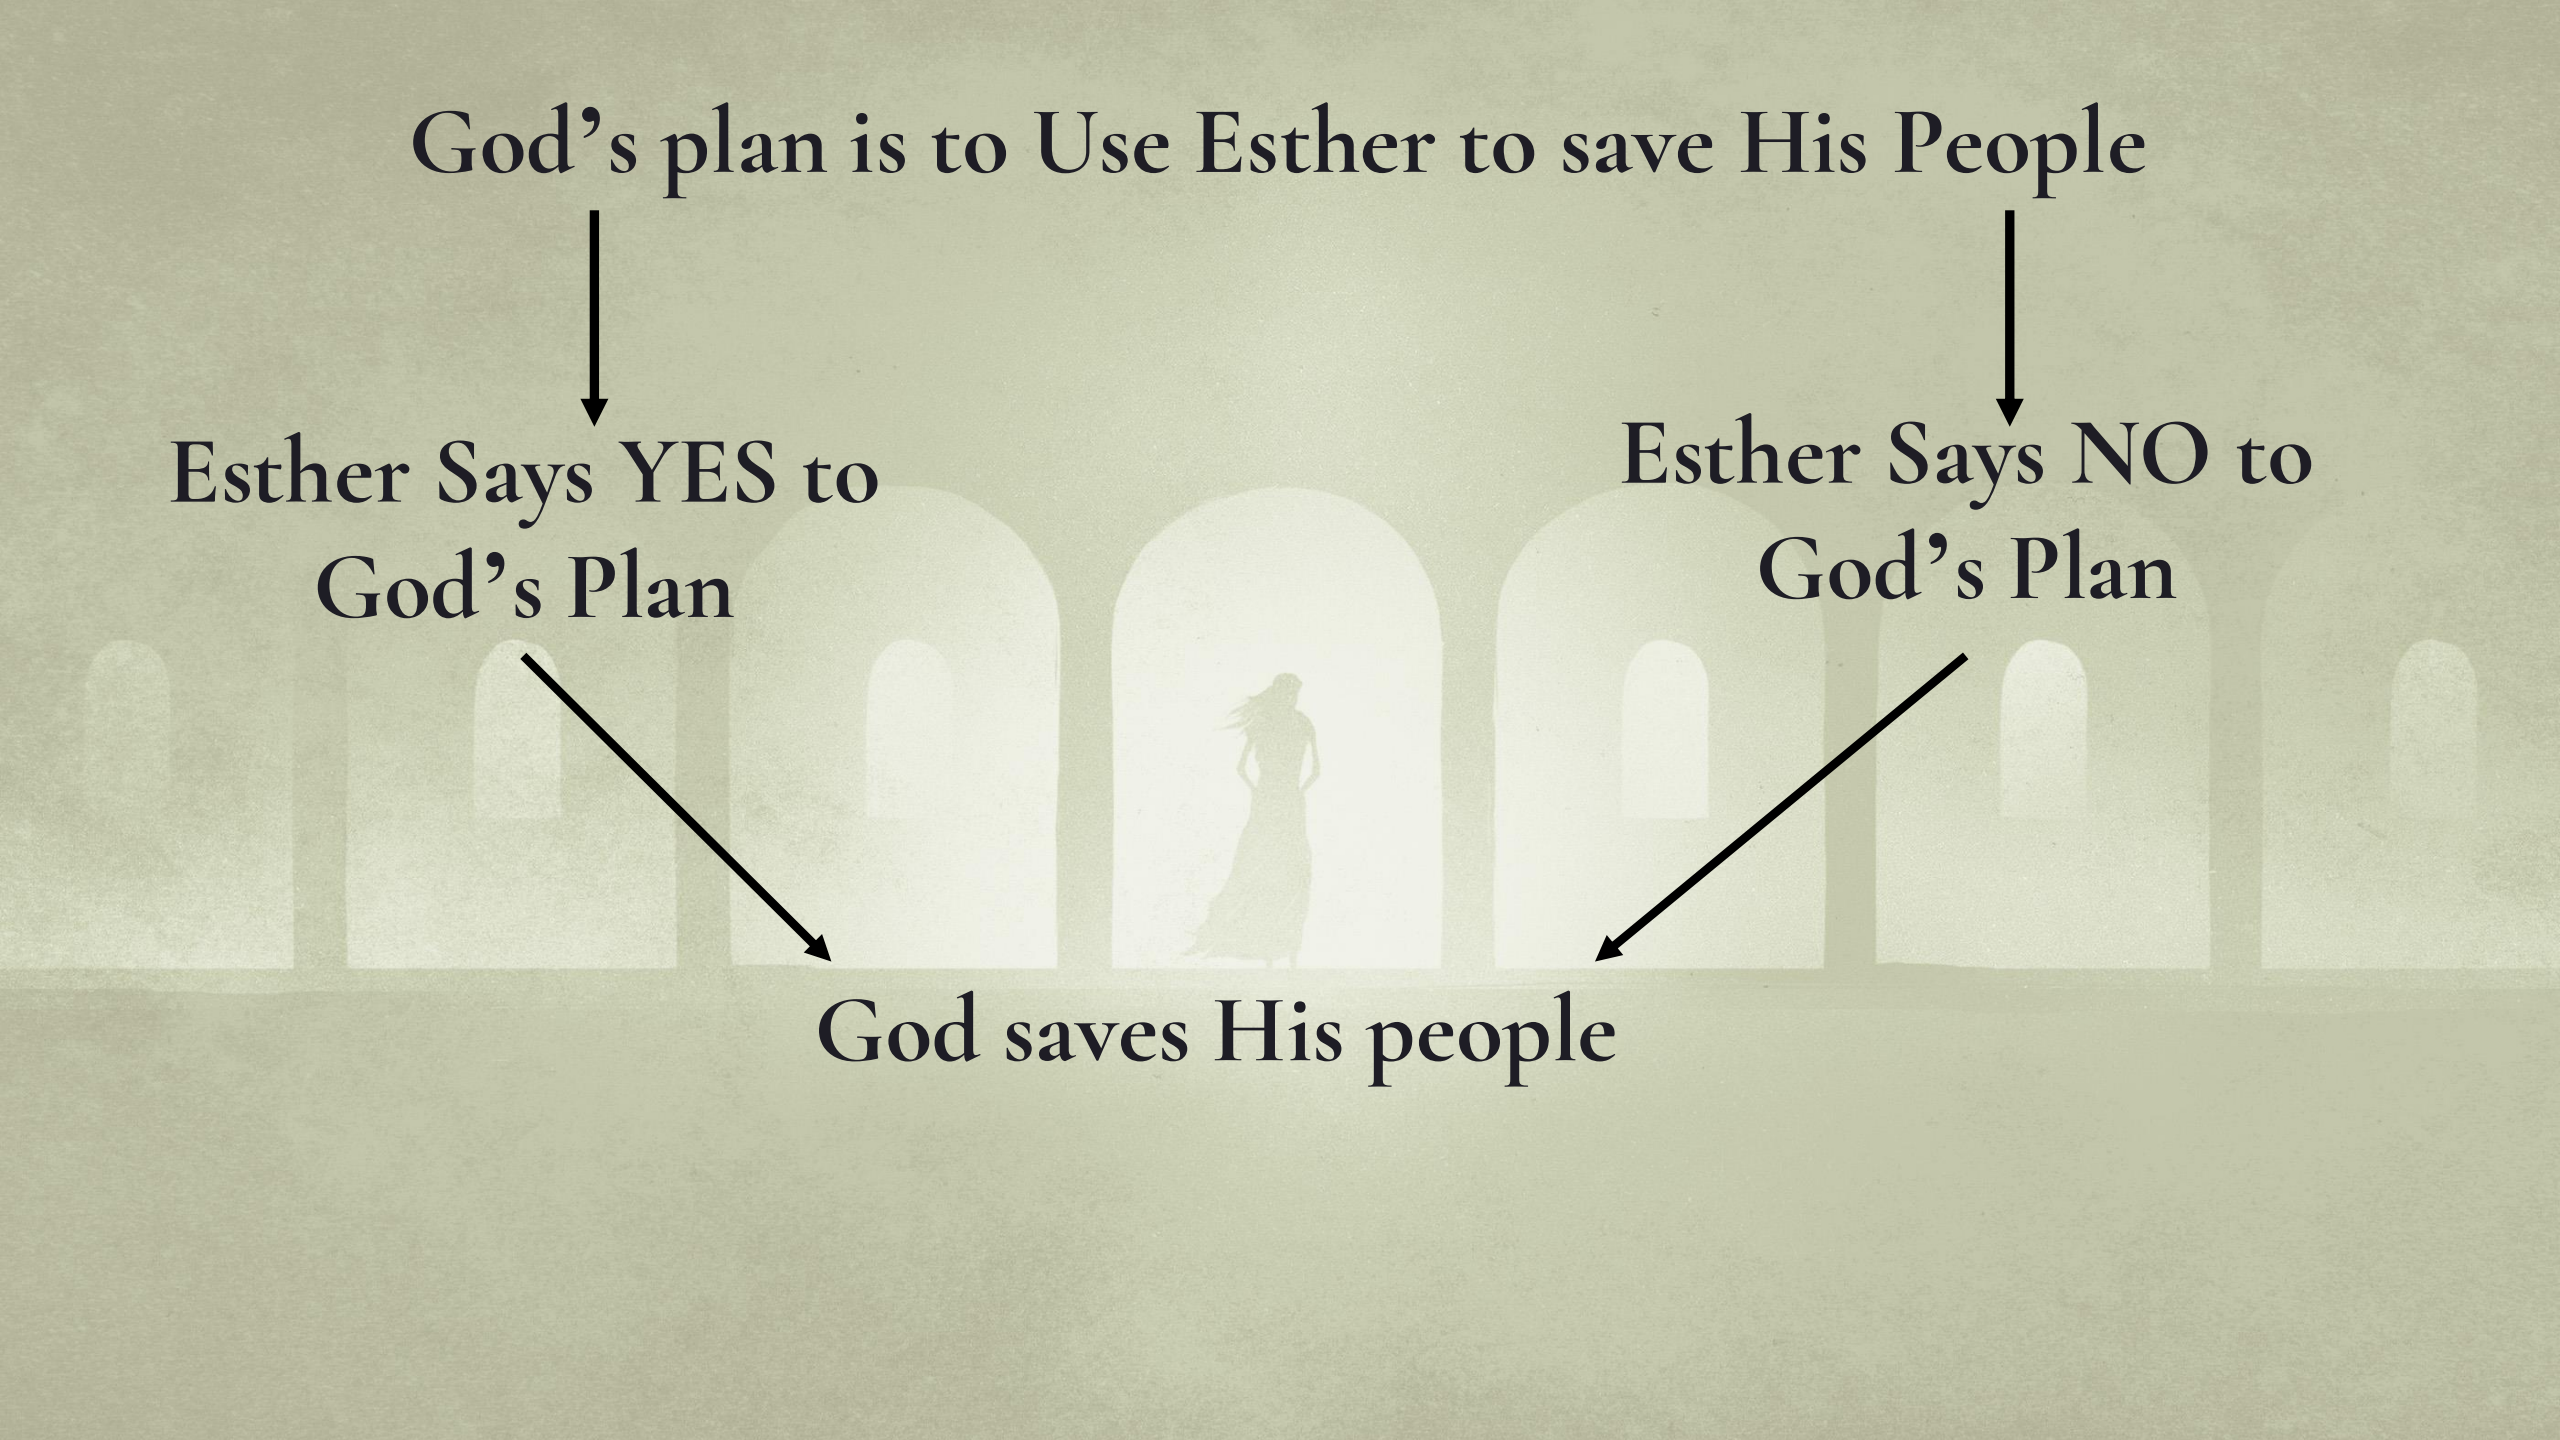 God’s plan is to Use Esther to save His People
Esther Says YES to
God’s Plan
Esther Says NO to
God’s Plan
God saves His people